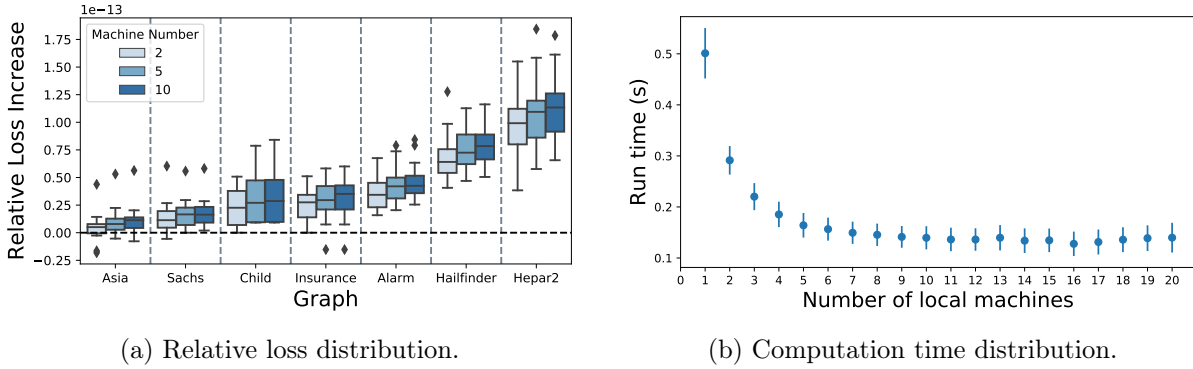 1e−13
Relative Loss Increase
1.75
1.50
1.25
1.00
0.75
0.50
0.25
0.00
−0.25
Machine Number
2
5
10
Asia Sachs Child Insurance Alarm Hailfinder Hepar2
Graph
(a) Relative loss distribution.
Run time (s)
0.5
0.4
0.3
0.2
0.1
0 1 2 3 4 5 6 7 8 9 10 11 12 13 14 15 16 17 18 19 20
Number of local machines
(b) Computation time distribution.